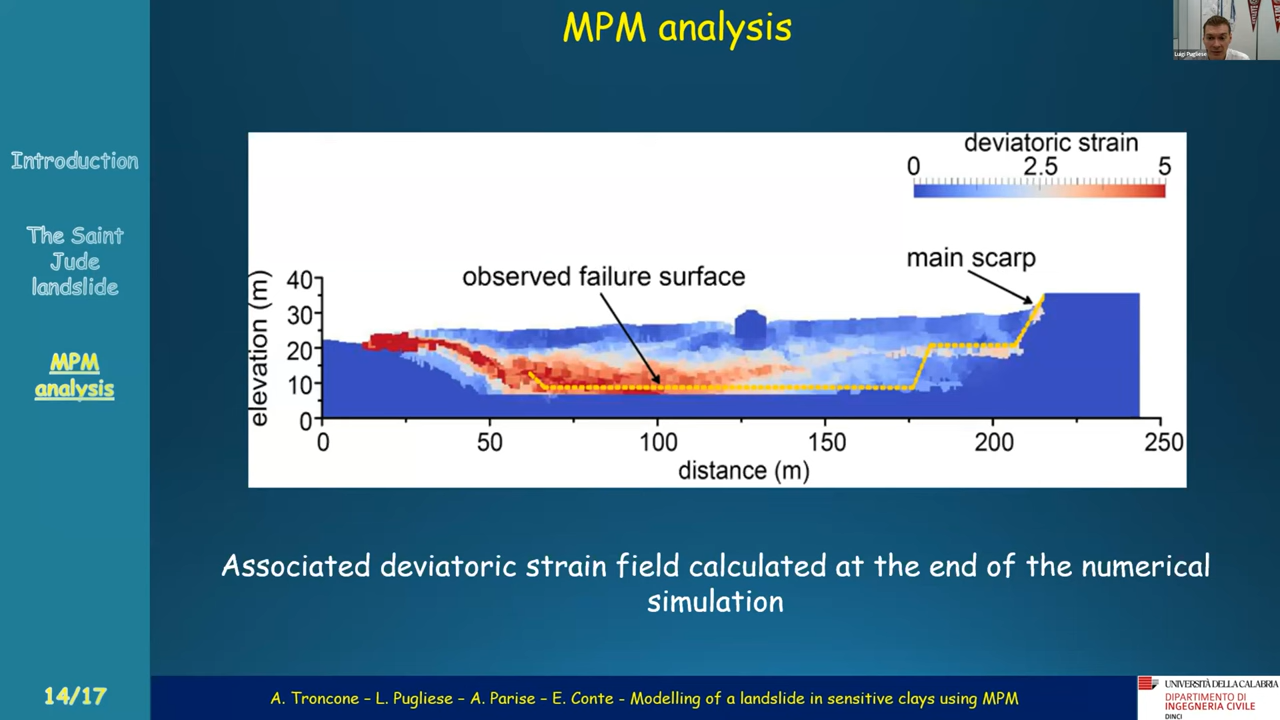 MPM analysis
Luigi Pugliese
Introduction
The Saint
Jude
landslide
MPM
analysis
deviatoric strain
0 2.5 5
main scarp
observed failure surface
elevation (m)
40
30
20
10
0
0 50 100 150 200 250
distance (m)
Associated deviatoric strain field calculated at the end of the numerical
simulation
14/17
A. Troncone – L. Pugliese – A. Parise – E. Conte - Modelling of a landslide in sensitive clays using MPM
UNIVERSITÀ DELLA CALABRIA
DIPARTIMENTO DI
INGEGNERIA CIVILE
DINCI